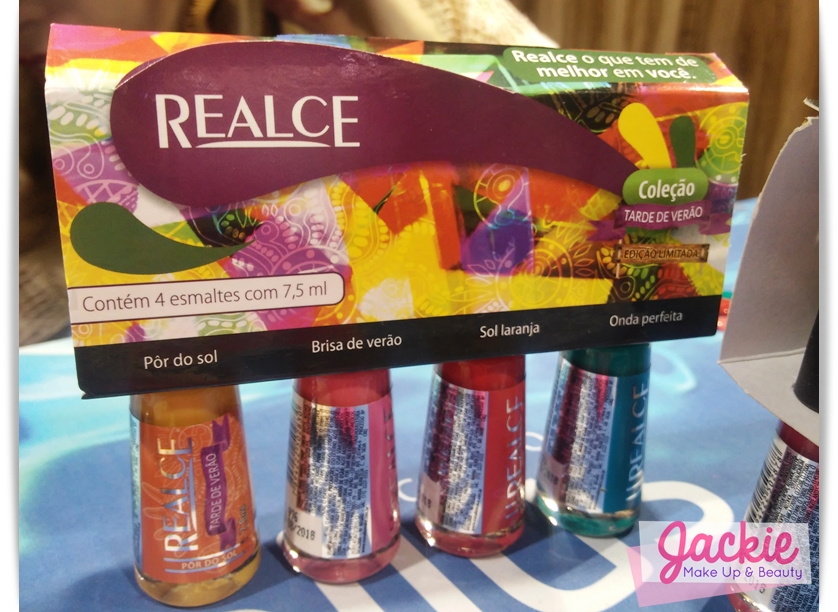 Realce o que tem de
melhor em você.
REALCE
Coleção
TARDE DE VERÃO
EDIÇÃO LIMITADA
Contém 4 esmaltes com 7,5 ml
Pôr do sol
Brisa de verão
Sol laranja
Onda perfeita
REALCE
TARDE DE VERÃO
PÔR DO SOL
2018
REALCE
REALCE
Jackie
Make Up & Beauty